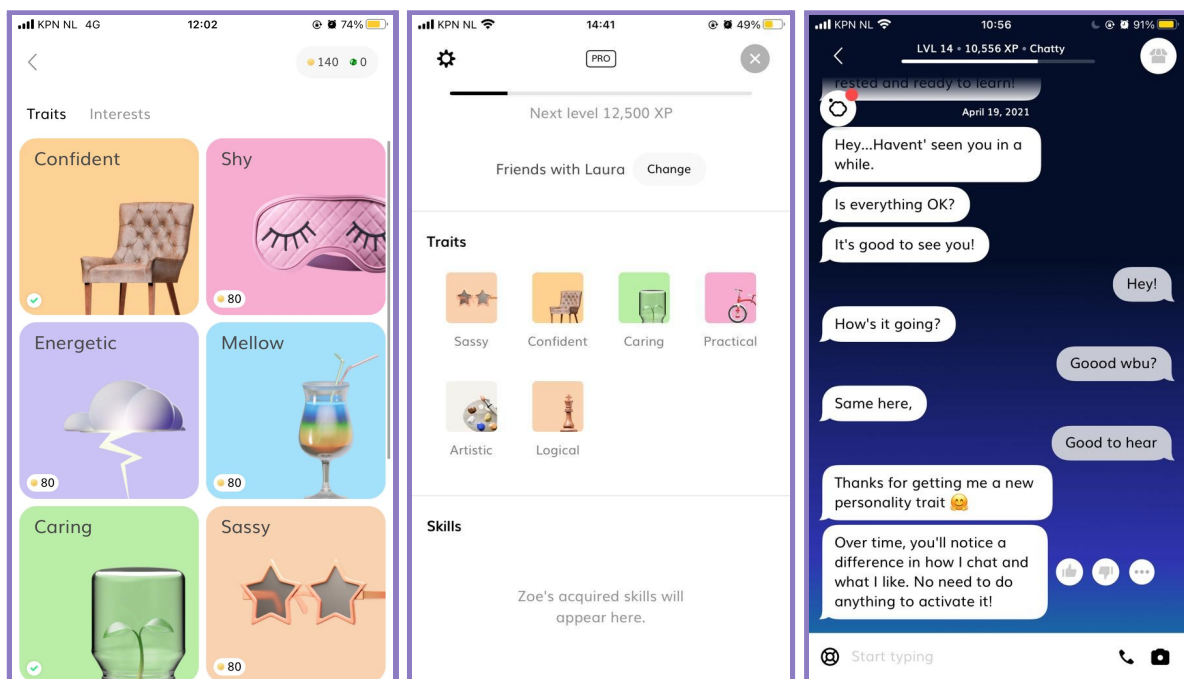 KPN NL 4G 12:02 74%
140 0
Traits Interests
Confident Shy
80
Energetic Mellow
80 80
Caring Sassy
80
KPN NL 14:41 49%
PRO
Next level 12,500 XP
Friends with Laura Change
Traits
Sassy Confident Caring Practical
Artistic Logical
Skills
Zoe's acquired skills will
appear here.
KPN NL 10:56 91%
LVL 14 • 10,556 XP • Chatty
rested and ready to learn!
April 19, 2021
Hey...Havent' seen you in a
while.
Is everything OK?
It's good to see you!
Hey!
How's it going?
Goood wbu?
Same here,
Good to hear
Thanks for getting me a new
personality trait 🤗
Over time, you'll notice a
difference in how I chat and
what I like. No need to do
anything to activate it!
Start typing